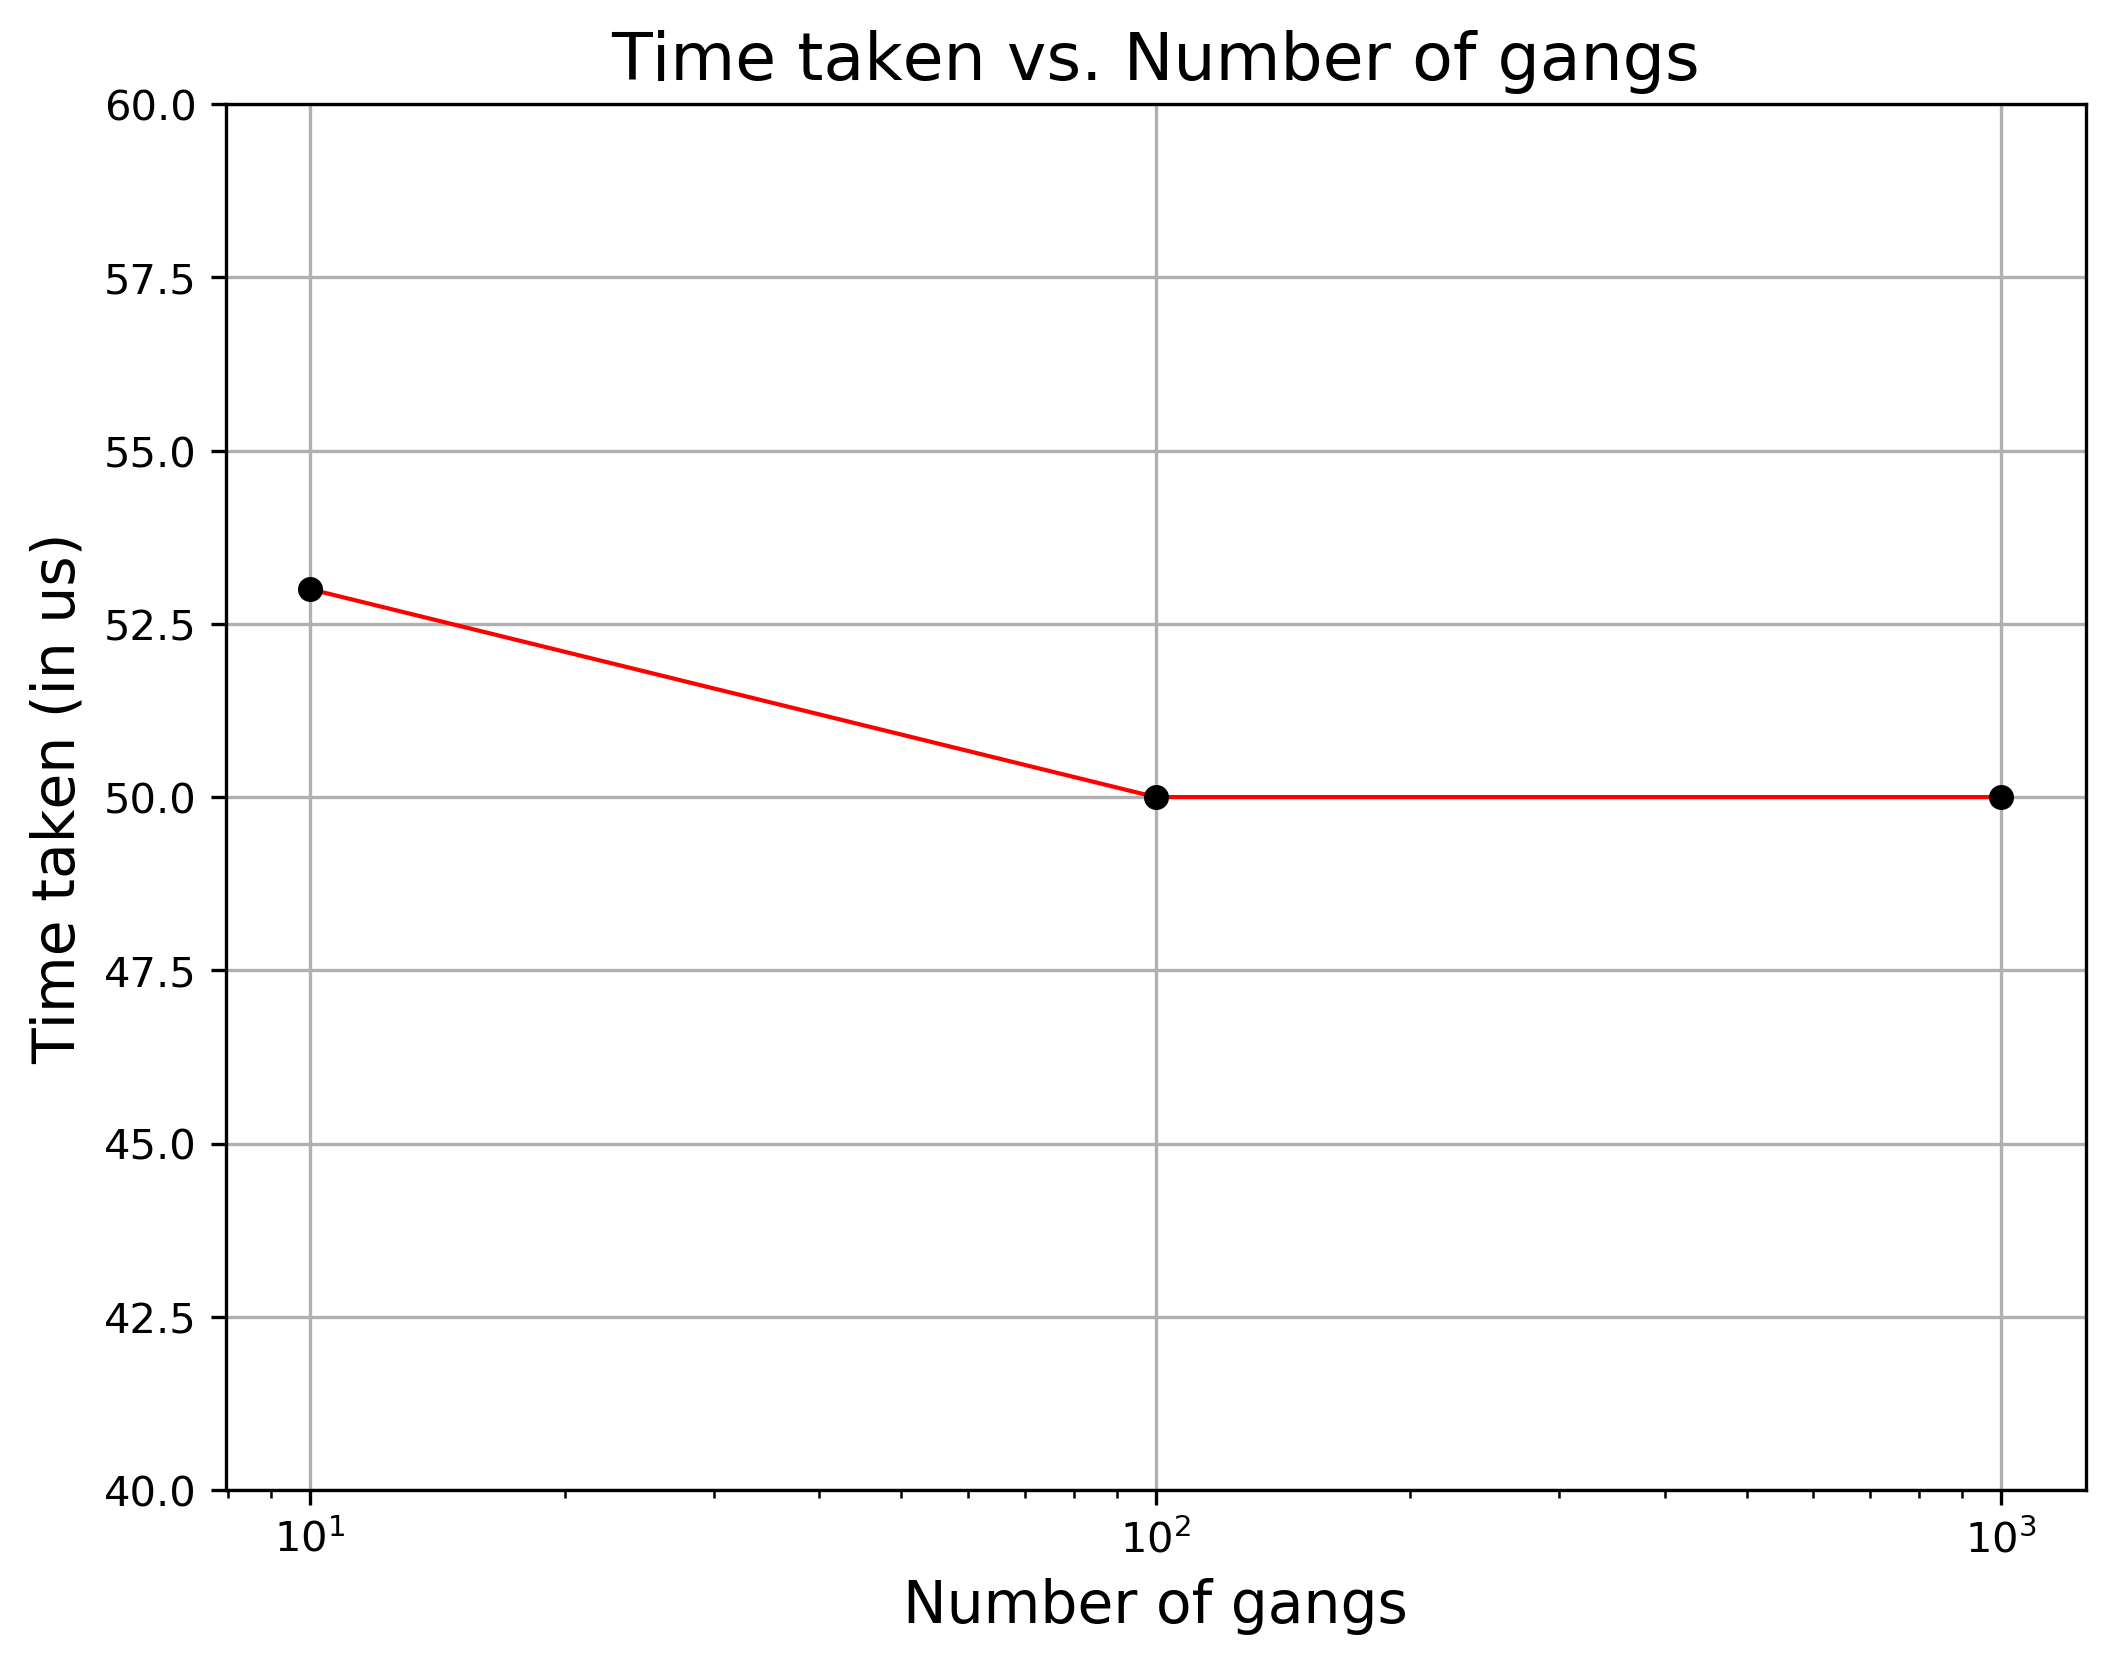 Time taken vs. Number of gangs
60.0
57.5
55.0
52.5
50.0
47.5
45.0
42.5
40.0
Time taken (in us)
10¹ 10² 10³
Number of gangs